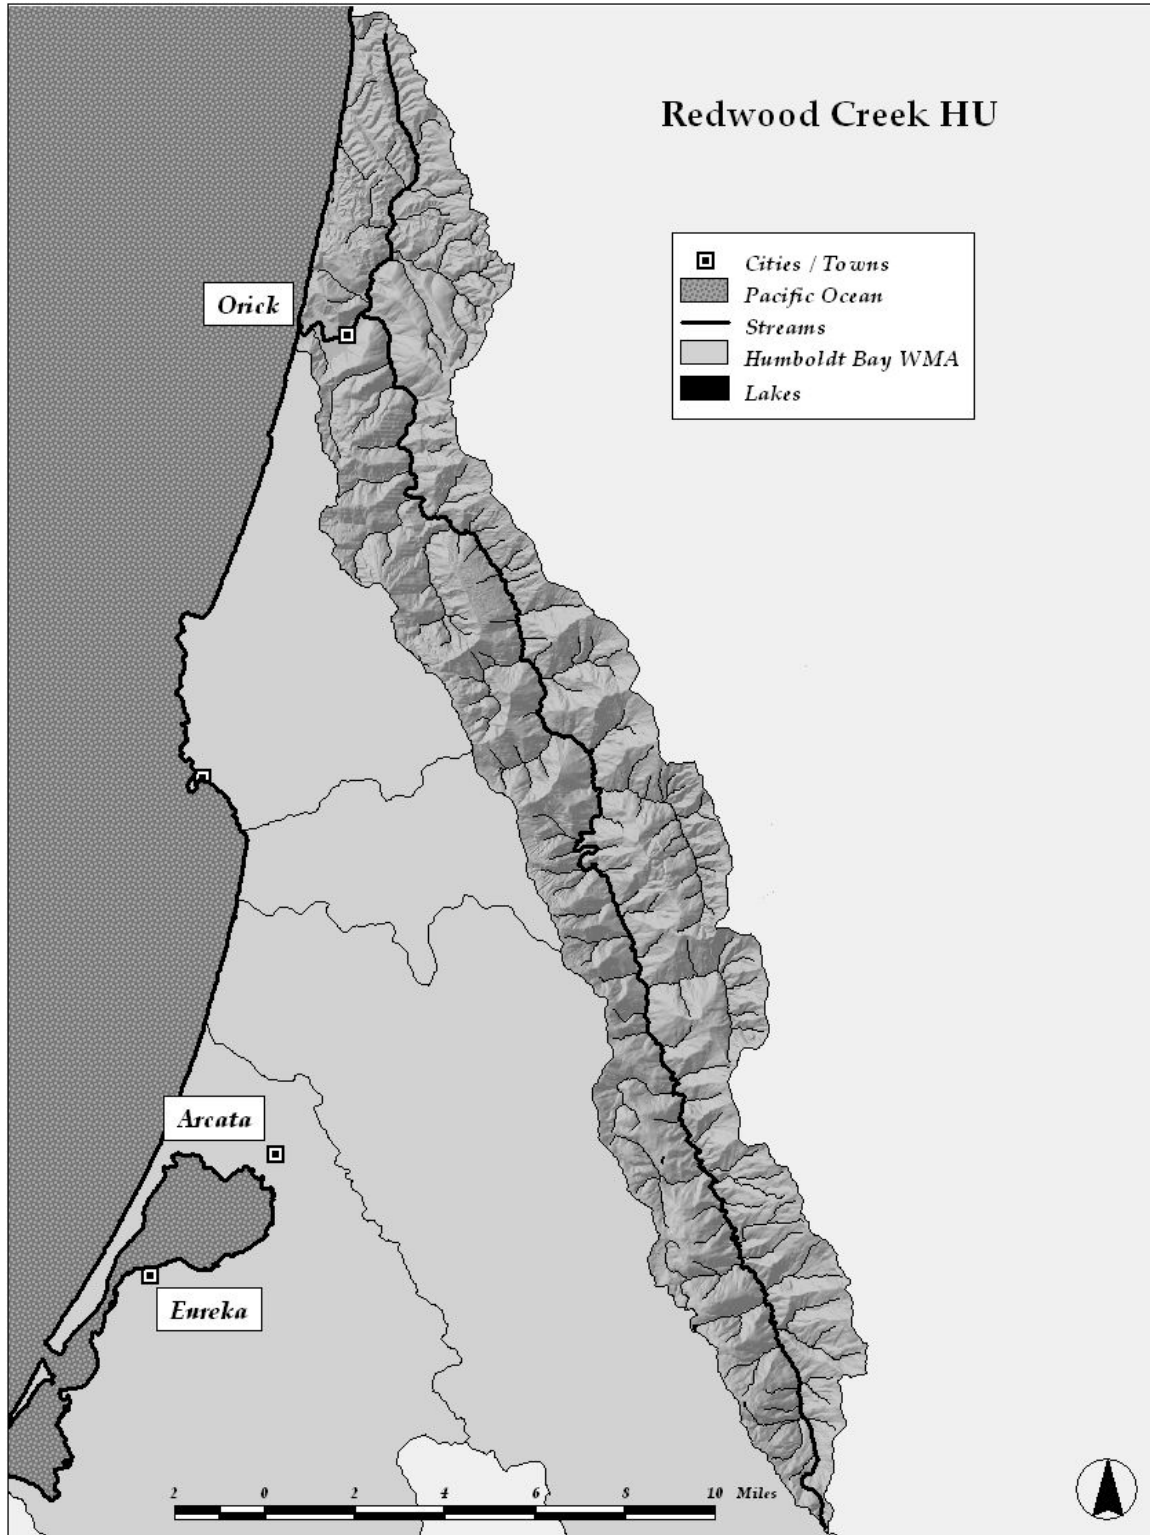 Redwood Creek HU
Cities / Towns
Pacific Ocean
Streams
Humboldt Bay WMA
Lakes
Orick
Arcata
Eureka
2 0 2 4 6 8 10 Miles